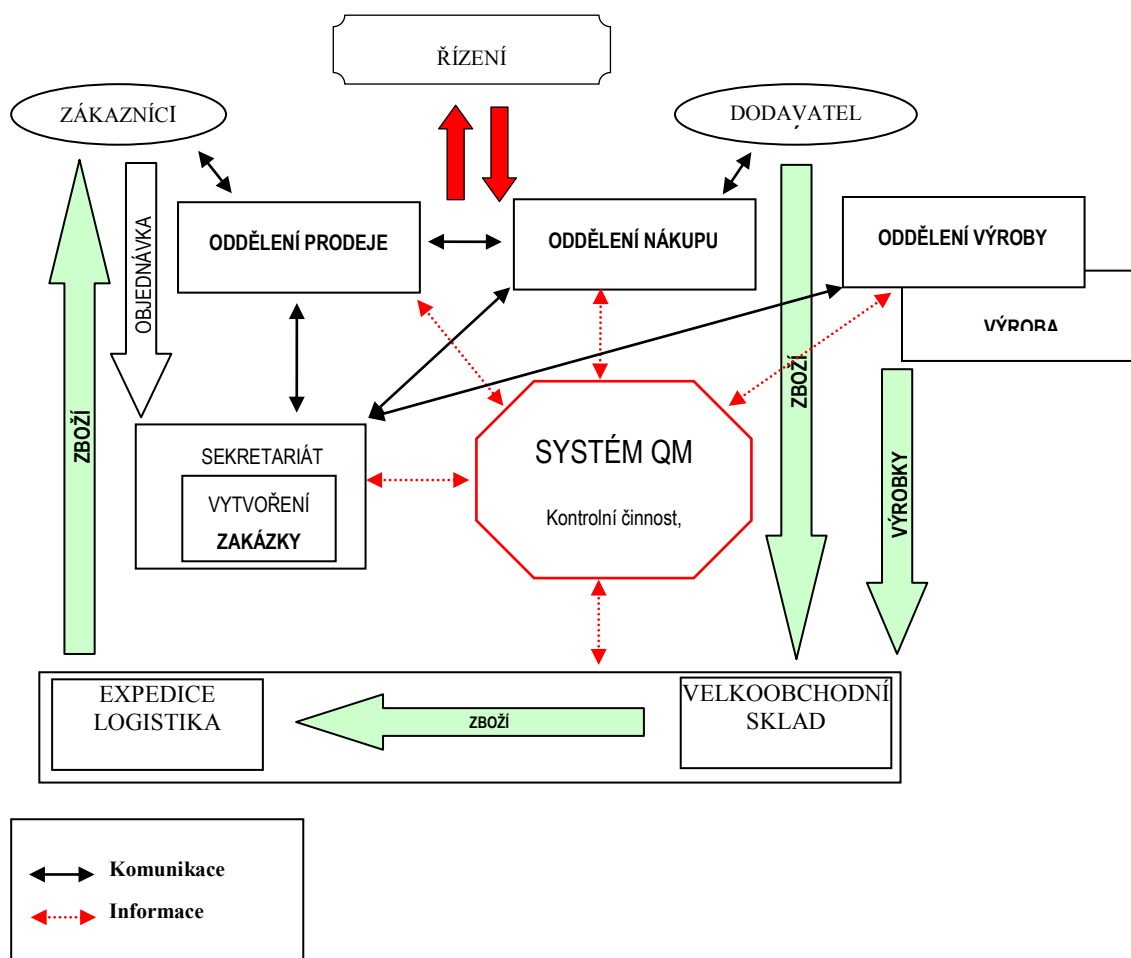 ŘÍZENÍ
ZÁKAZNÍCI
DODAVATEL
OBJEDNÁVKA
ODDĚLENÍ PRODEJE
ODDĚLENÍ NÁKUPU
ODDĚLENÍ VÝROBY
VÝROBA
ZBOŽÍ
ZBOŽÍ
VÝROBKY
SEKRETARIÁT
VYTVOŘENÍ
ZAKÁZKY
SYSTÉM QM
Kontrolní činnost,
EXPEDICE
LOGISTIKA
ZBOŽÍ
VELKOOBCHODNÍ
SKLAD
Komunikace
Informace